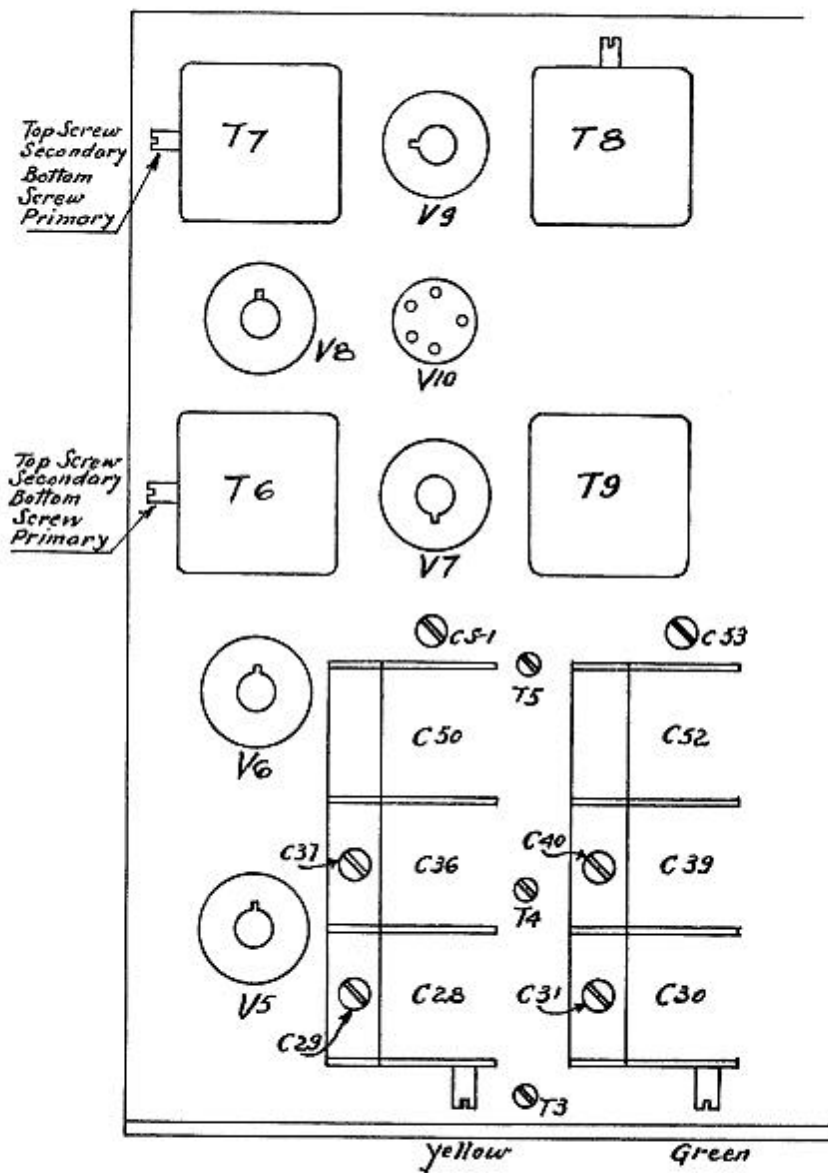 Top Screw
Secondary
Bottom
Screw
Primary
T7
V9
T8
V8
V10
Top Screw
Secondary
Bottom
Screw
Primary
T6
V7
T9
C5-1
C53
T5
V6
C50
C52
C37
C36
C40
C39
T4
V5
C29
C28
C31
C30
T3
Yellow
Green